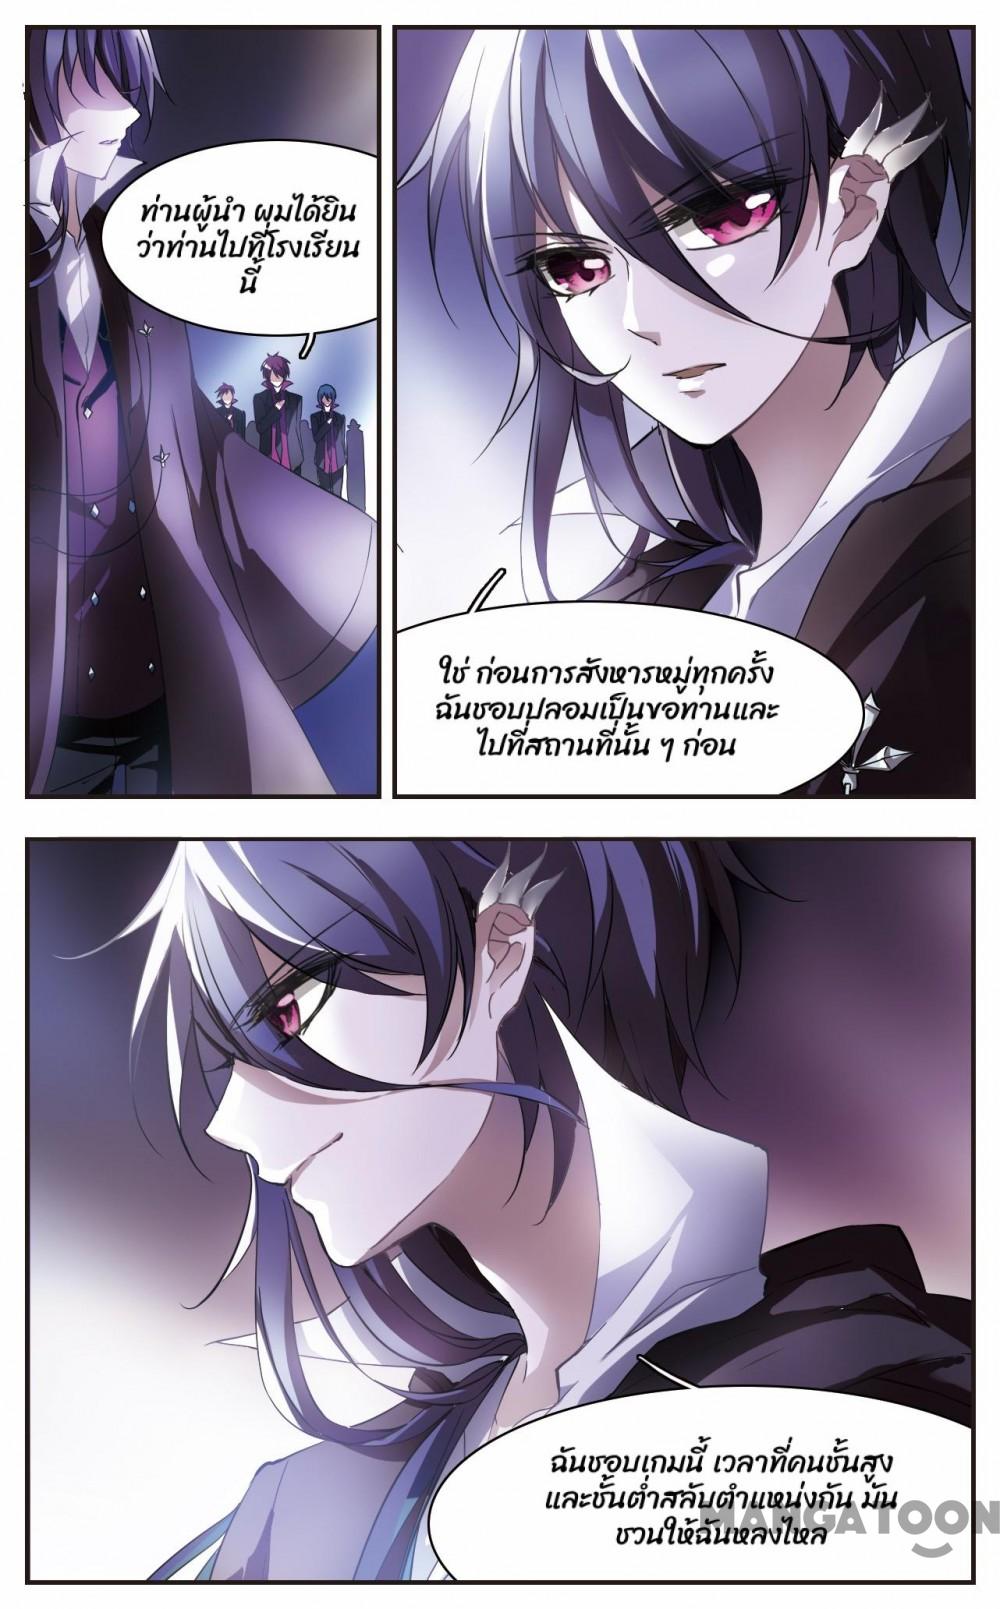 ท่านผู้นำ ผมได้ยิน
ว่าท่านไปที่โรงเรียน
นี้
ใช่ ก่อนการสังหารหมู่ทุกครั้ง
ฉันชอบปลอมเป็นขอทานและ
ไปที่สถานที่นั้น ๆ ก่อน
ฉันชอบเกมนี้ เวลาที่คนชั้นสูง
และชั้นต่ำสลับตำแหน่งกัน มัน
ชวนให้ฉันหลงไหล
MANGATOON